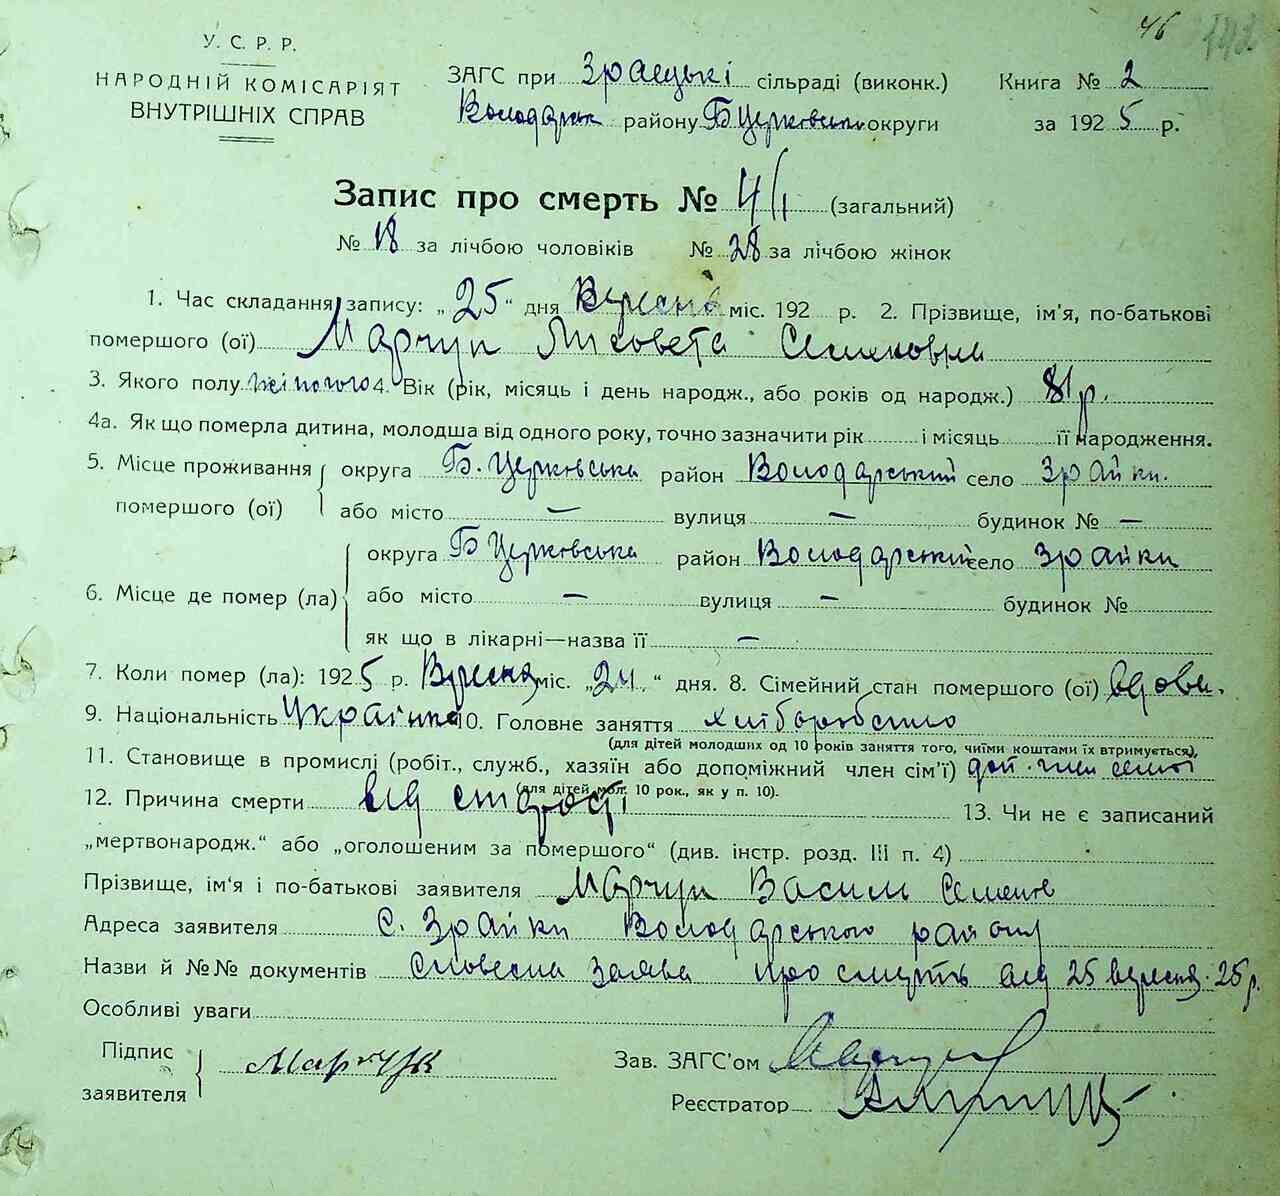 46 142
У. С. Р. Р.
НАРОДНІЙ КОМІСАРІЯТ
ВНУТРІШНІХ СПРАВ
ЗАГС при Зраєцькі сільраді (виконк.) Книга № 2
Володарськ району Б Церковськ округи за 1925 р.
Запис про смерть № (загальний)
№ 18 за лічбою чоловіків № 28 за лічбою жінок
1. Час складання запису: „25“ дня Вересня міс. 192 р. 2. Прізвище, ім'я, по-батькові
помершого (ої) Марчук Лисовета
3. Якого полу жіночого 4. Вік (рік, місяць і день народж., або років од народж.) 81 р.
4а. Як що померла дитина, молодша від одного року, точно зазначити рік і місяць її народження.
5. Місце проживання помершого (ої) округа Б. Церковська район Володарський село Зрайки.
або місто — вулиця — будинок № —
6. Місце де помер (ла) округа Б Церковська район Володарський село Зрайки
або місто — вулиця — будинок №
як що в лікарні—назва її —
7. Коли помер (ла): 1925 р. Вересня міс. „24“ дня. 8. Сімейний стан помершого (ої) вдова.
9. Національність Українка 10. Головне заняття хліборобство
(для дітей молодших од 10 років заняття того, чиїми коштами їх втримується),
11. Становище в промислі (робіт., служб., хазяїн або допоміжний член сім'ї) доп. член семьї
(для дітей мол. 10 рок., як у п. 10).
12. Причина смерти від старості 13. Чи не є записаний
„мертвонародж.“ або „оголошеним за помершого“ (див. інстр. розд. III п. 4)
Прізвище, ім'я і по-батькові заявителя Марчук Василь Семенов
Адреса заявителя С. Зрайки Володарського району
Назви й №№ документів Словесна заява про смерть від 25 вересня 25 р.
Особливі уваги
Підпис заявителя Марчук Зав. ЗАГС'ом
Реєстратор